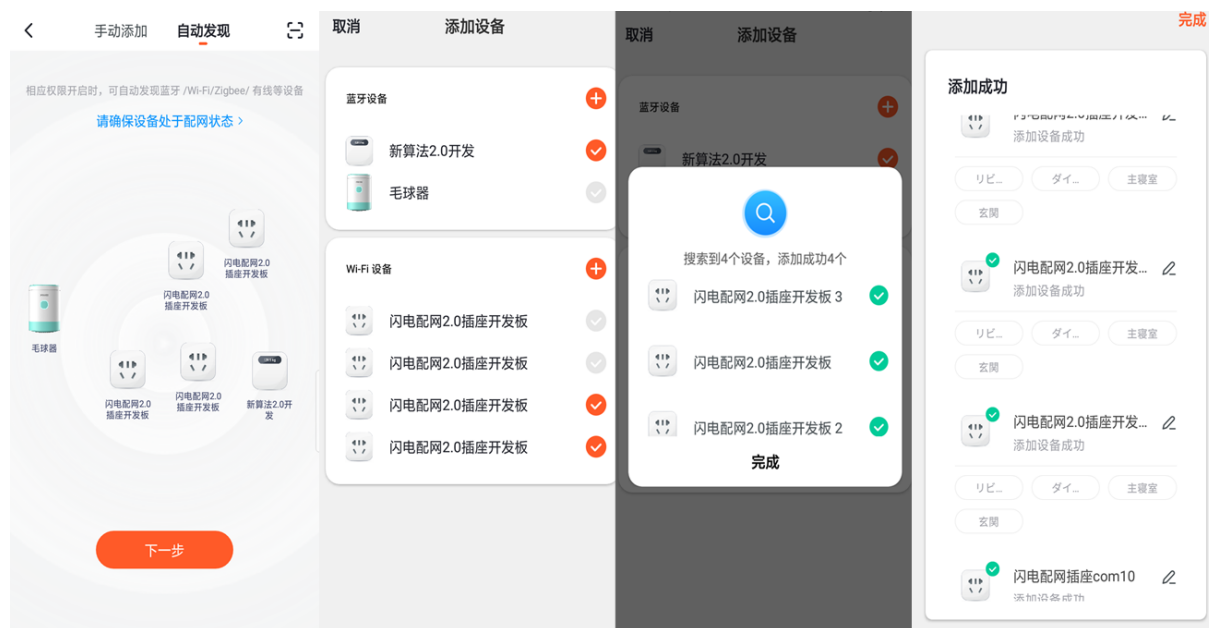 手动添加
自动发现
相应权限开启时，可自动发现蓝牙 /Wi-Fi/Zigbee/ 有线等设备
请确保设备处于配网状态 >
闪电配网2.0
插座开发板
闪电配网2.0
插座开发板
毛球器
闪电配网2.0
插座开发板
闪电配网2.0
插座开发板
新算法2.0开
发
下一步
取消
添加设备
蓝牙设备
新算法2.0开发
毛球器
Wi-Fi 设备
闪电配网2.0插座开发板
闪电配网2.0插座开发板
闪电配网2.0插座开发板
闪电配网2.0插座开发板
取消
添加设备
蓝牙设备
新算法2.0开发
搜索到4个设备，添加成功4个
闪电配网2.0插座开发板 3
闪电配网2.0插座开发板
闪电配网2.0插座开发板 2
完成
完成
添加成功
闪电配网2.0插座开发...
添加设备成功
リビ...
ダイ...
主寝室
玄関
闪电配网2.0插座开发...
添加设备成功
リビ...
ダイ...
主寝室
玄関
闪电配网2.0插座开发...
添加设备成功
リビ...
ダイ...
主寝室
玄関
闪电配网插座com10
添加设备成功